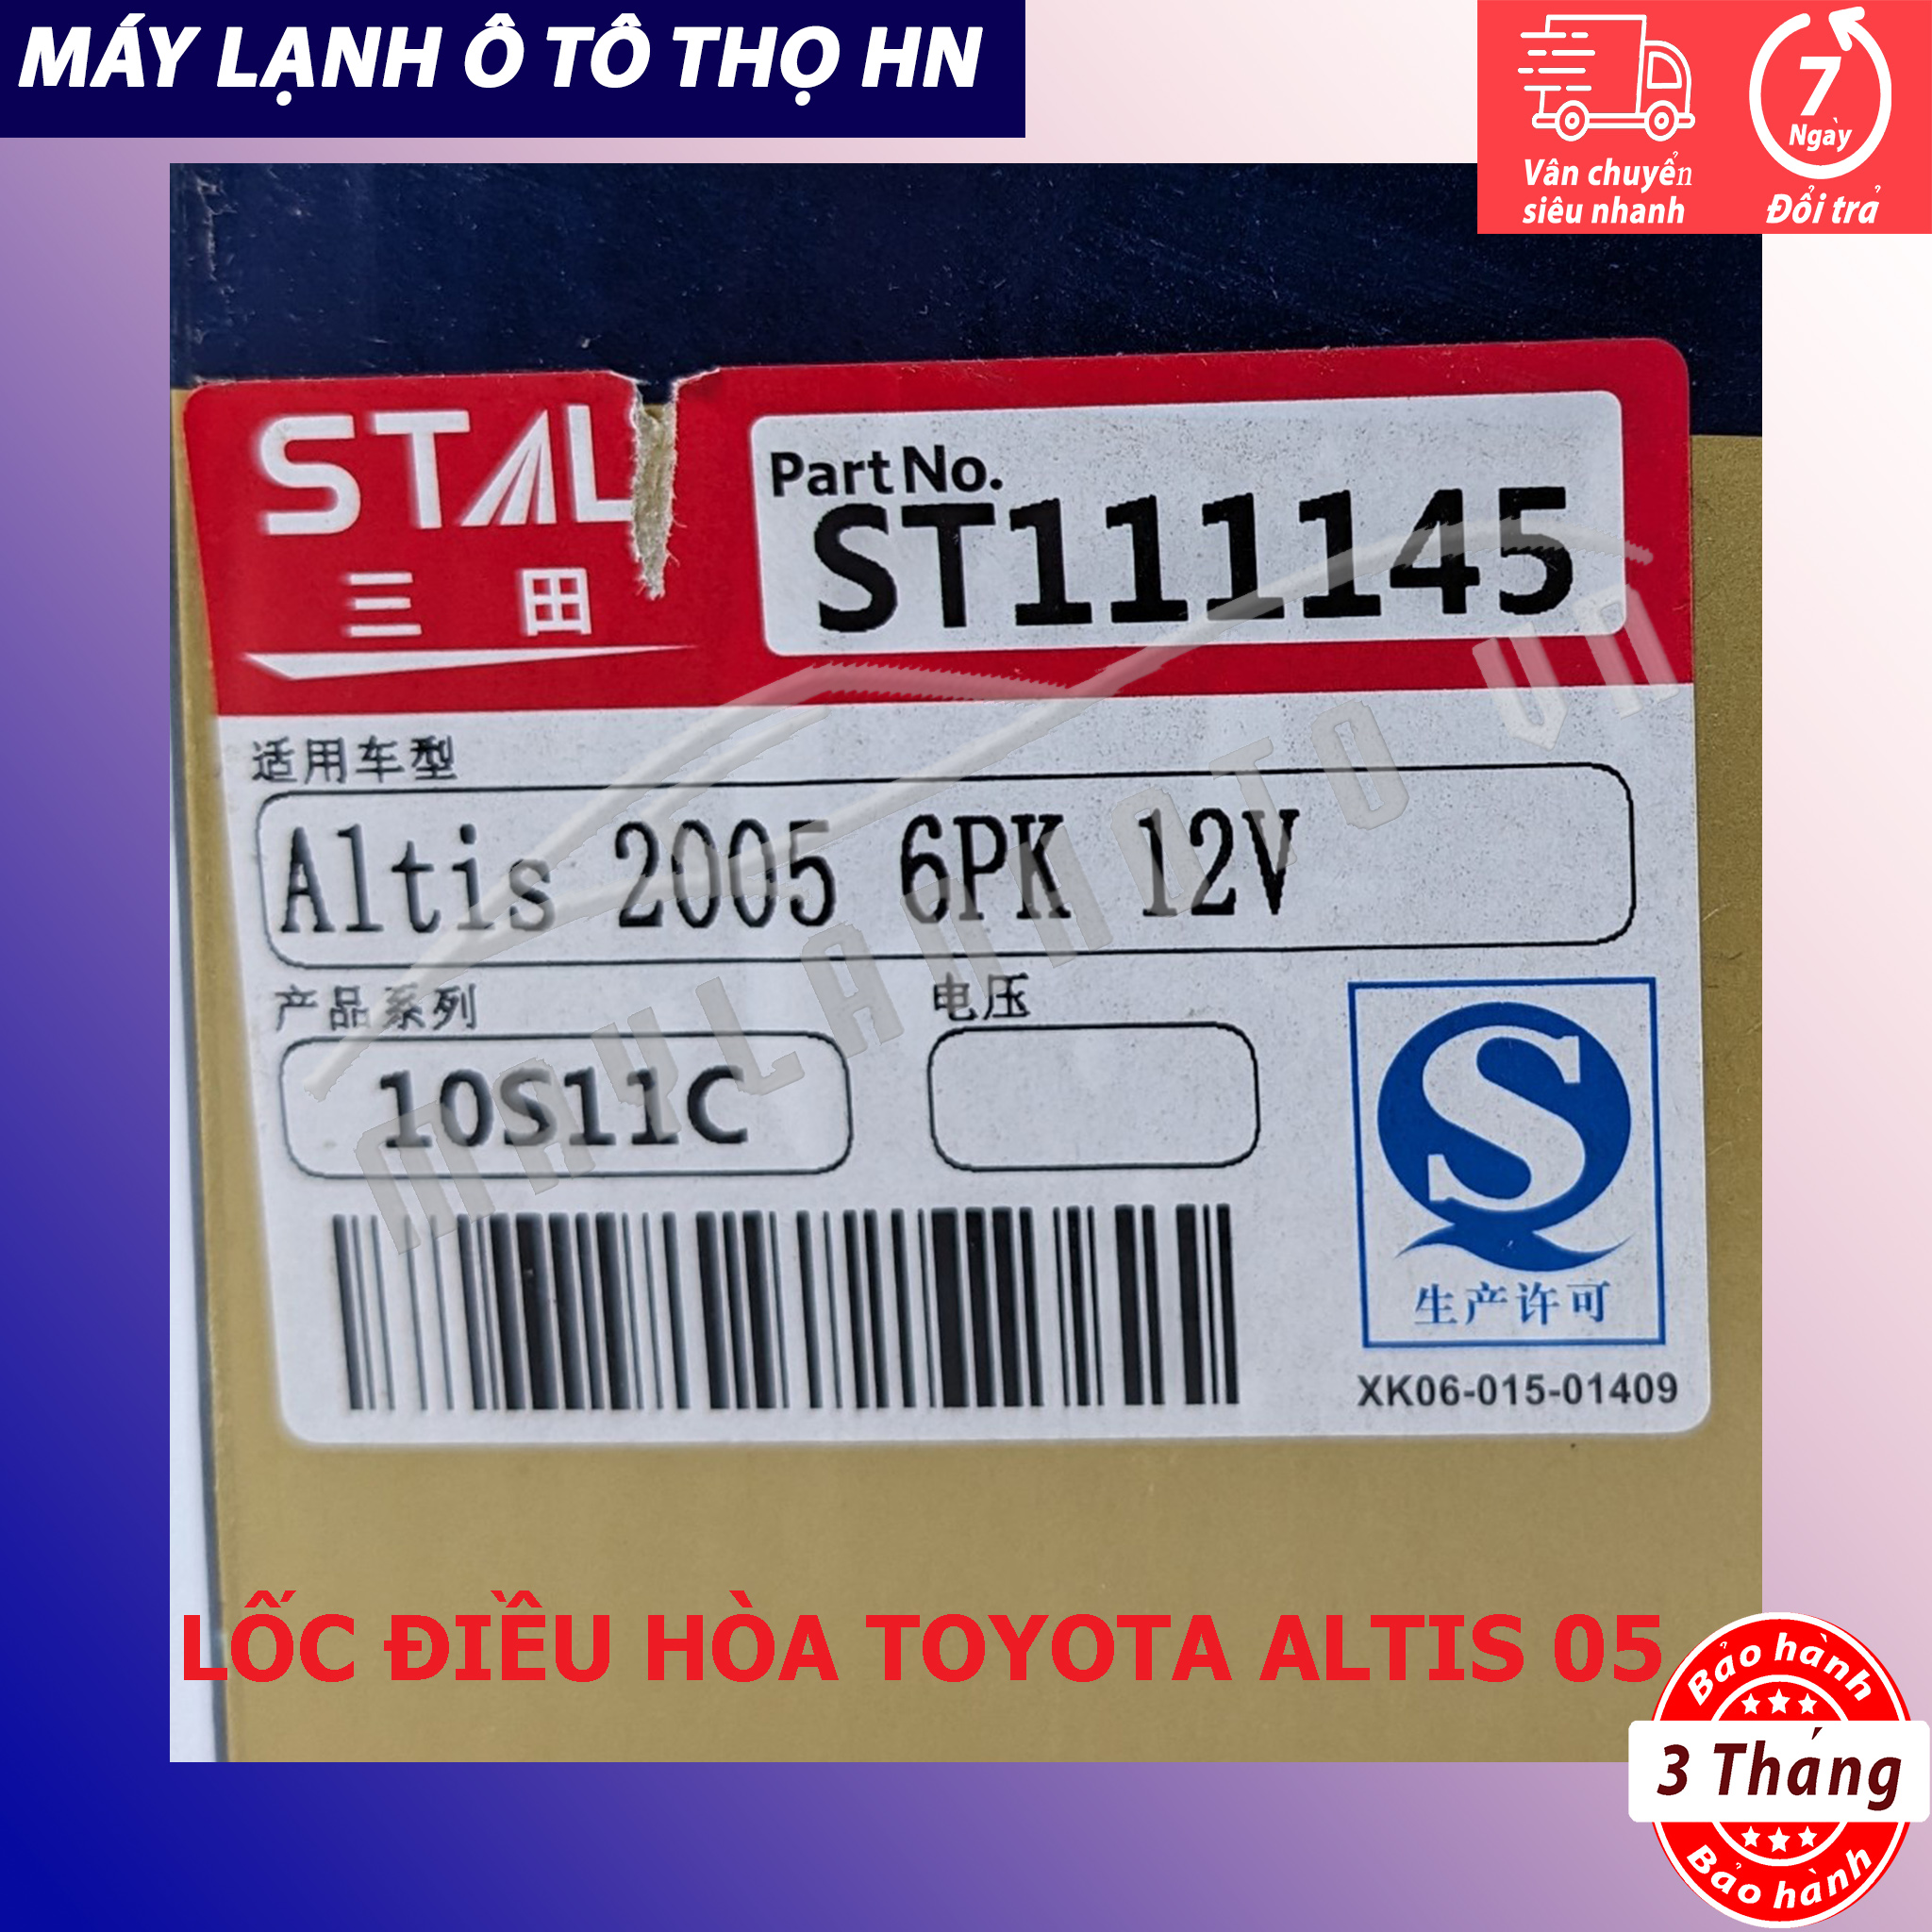 MÁY LẠNH Ô TÔ THỌ HN
7
Ngày
Vân chuyển
siêu nhanh
Đổi trả
STAL
三田
Part No.
ST111145
适用车型
Altis 2005 6PK 12V
产品系列
电压
10S11C
生产许可
XK06-015-01409
MAYLANHOTO VN
LỐC ĐIỀU HÒA TOYOTA ALTIS 05
Bảo hành
3 Tháng
Bảo hành